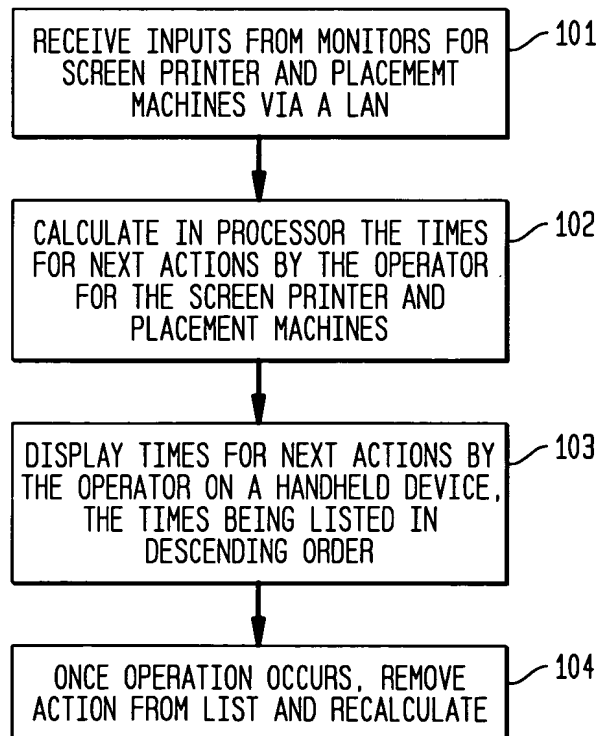 RECEIVE INPUTS FROM MONITORS FOR
SCREEN PRINTER AND PLACEMEMT
MACHINES VIA A LAN
101
CALCULATE IN PROCESSOR THE TIMES
FOR NEXT ACTIONS BY THE OPERATOR
FOR THE SCREEN PRINTER AND
PLACEMENT MACHINES
102
DISPLAY TIMES FOR NEXT ACTIONS BY
THE OPERATOR ON A HANDHELD DEVICE,
THE TIMES BEING LISTED IN
DESCENDING ORDER
103
ONCE OPERATION OCCURS, REMOVE
ACTION FROM LIST AND RECALCULATE
104